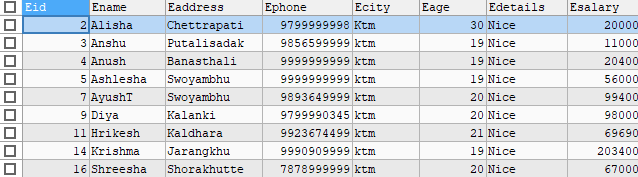 Eid Ename Eaddress Ephone Ecity Eage Edetails Esalary
2 Alisha Chettrapati 9799999998 Ktm 30 Nice 20000
3 Anshu Putalisadak 9856599999 ktm 19 Nice 11000
4 Anush Banasthali 9999999999 ktm 19 Nice 20400
5 Ashlesha Swoyambhu 9999999999 ktm 19 Nice 56000
7 AyushT Swoyambhu 9893649999 ktm 20 Nice 99400
9 Diya Kalanki 9799990345 ktm 20 Nice 98000
11 Hrikesh Kaldhara 9923674499 ktm 21 Nice 69690
14 Krishma Jarangkhu 9990909999 ktm 19 Nice 203400
16 Shreesha Shorakhutte 7878999999 ktm 20 Nice 67000